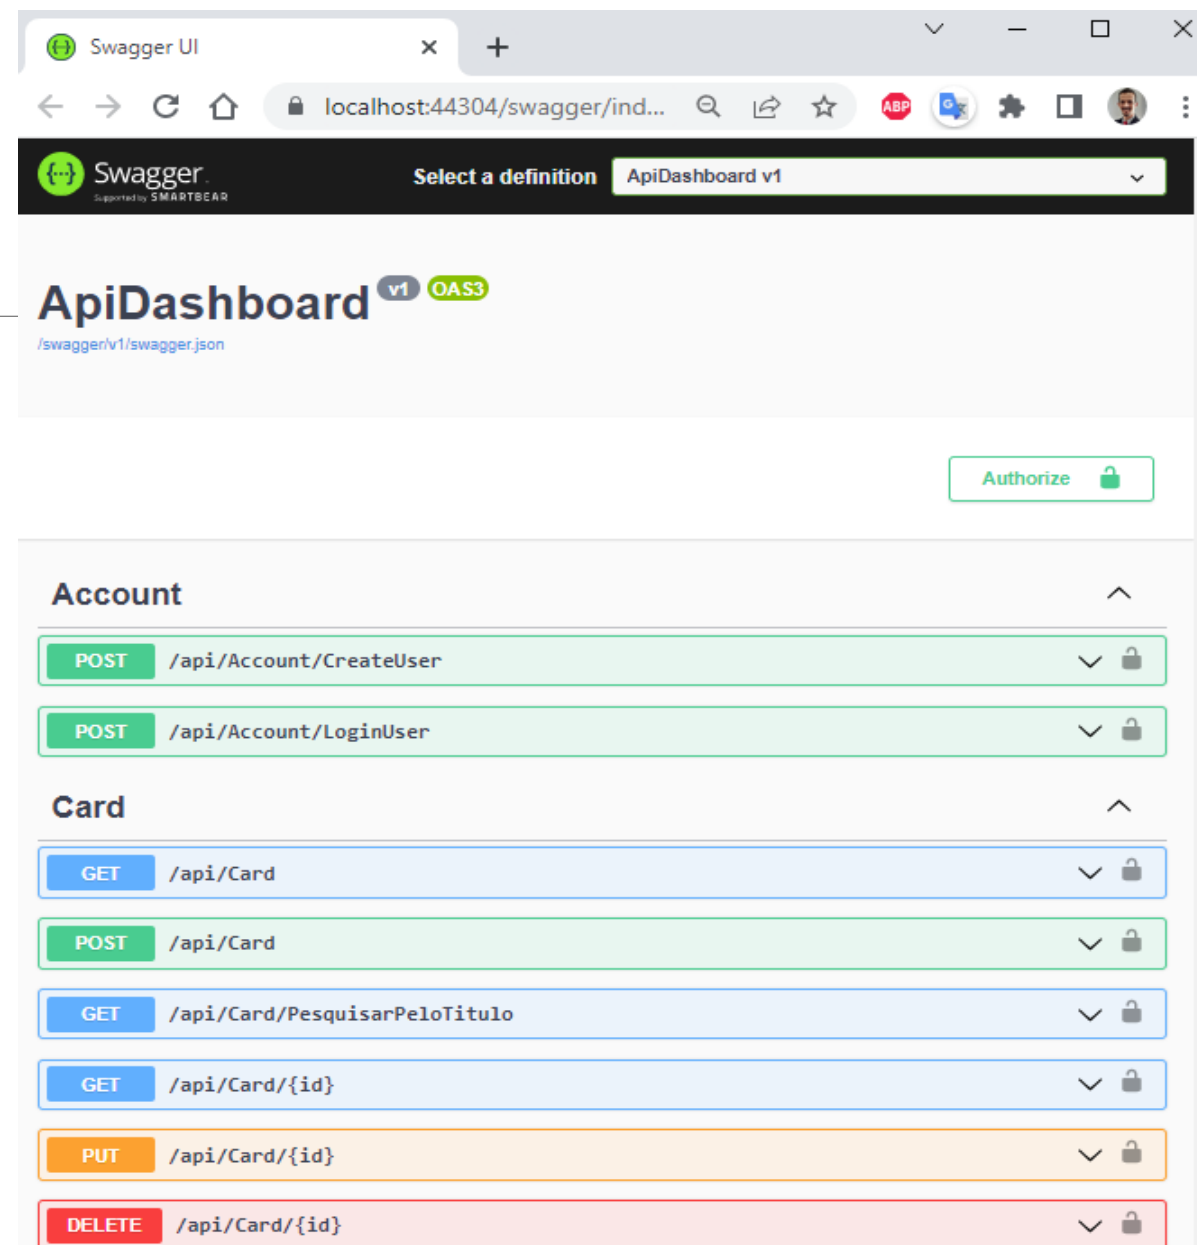 Swagger UI
localhost:44304/swagger/ind...
ABP
Swagger.
Supported by SMARTBEAR
Select a definition
ApiDashboard v1
ApiDashboard v1 OAS3
/swagger/v1/swagger.json
Authorize
Account
POST /api/Account/CreateUser
POST /api/Account/LoginUser
Card
GET /api/Card
POST /api/Card
GET /api/Card/PesquisarPeloTitulo
GET /api/Card/{id}
PUT /api/Card/{id}
DELETE /api/Card/{id}